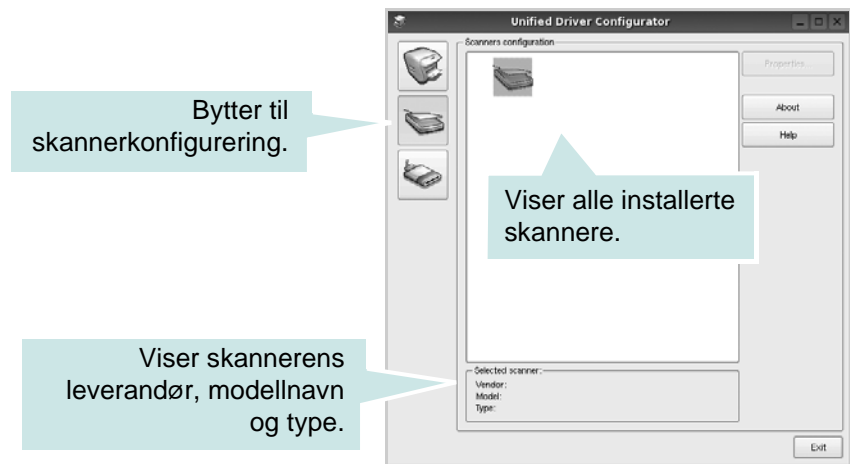 Unified Driver Configurator
Scanners configuration
Properties...
About
Help
Bytter til
skannerkonfigurering.
Viser alle installerte
skannere.
Viser skannerens
leverandør, modellnavn
og type.
Selected scanner:
Vendor:
Model:
Type:
Exit